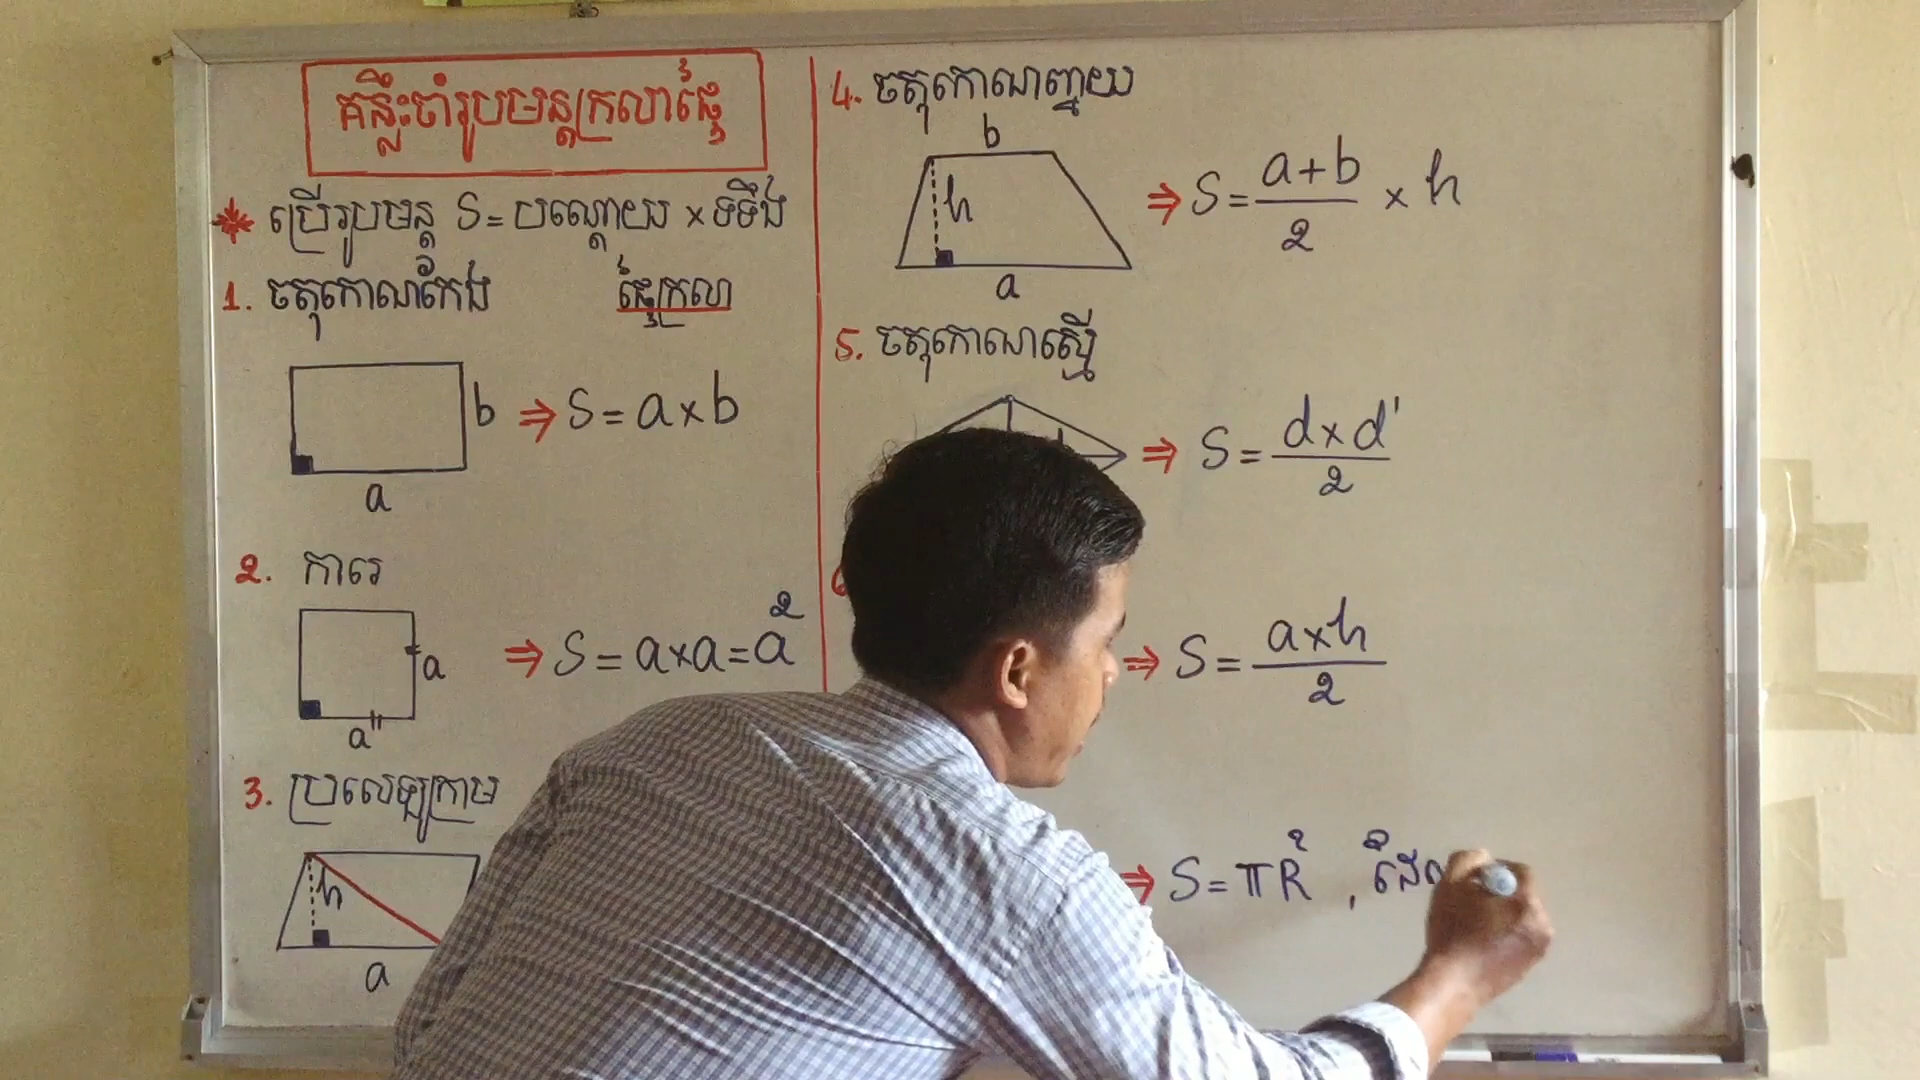 គន្លឹះចាំរូបមន្តក្រលាផ្ទៃ
* ប្រើរូបមន្ត S = បណ្តោយ × ទទឹង
1. ចតុកោណកែង
ផ្ទៃក្រលា
b ⇒ S = a × b
a
2. ការេ
a ⇒ S = a×a = a²
a
3. ប្រលេឡូក្រាម
h
a
4. ចតុកោណព្នាយ
b
h ⇒ S = (a+b)/2 × h
a
5. ចតុកោណស្មើ
⇒ S = (d×d')/2
⇒ S = (a×h)/2
⇒ S = πR² , ដែល